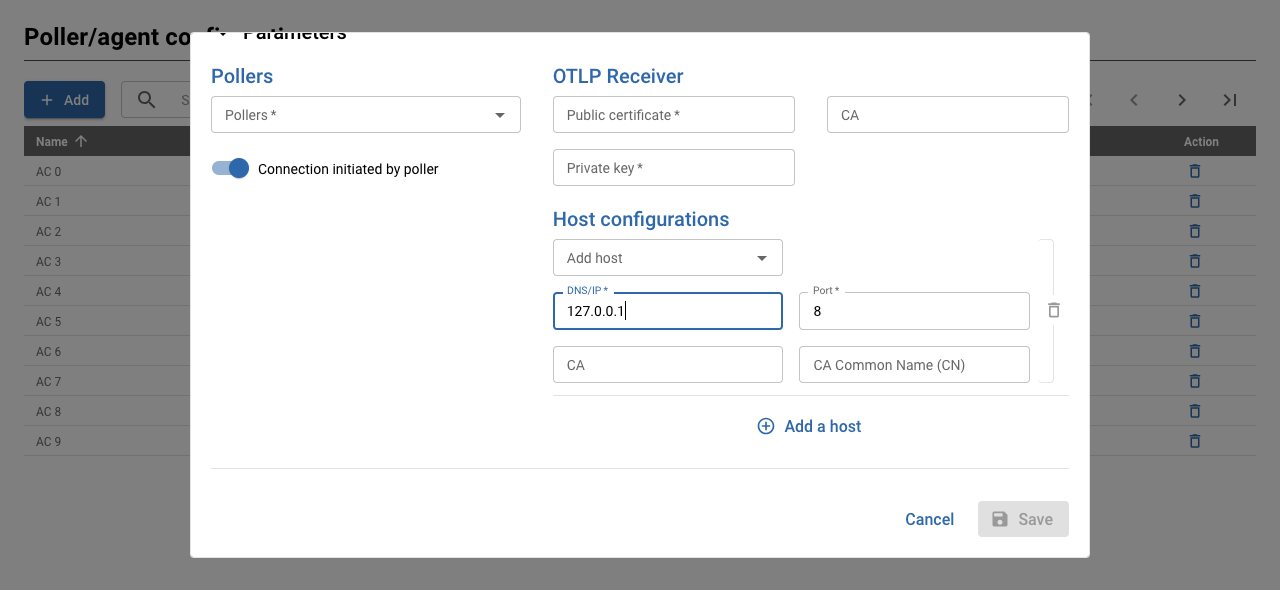 Poller/agent co
Parameters
Add
S
Name
Action
AC 0
AC 1
AC 2
AC 3
AC 4
AC 5
AC 6
AC 7
AC 8
AC 9
Pollers
Pollers *
Connection initiated by poller
OTLP Receiver
Public certificate *
CA
Private key *
Host configurations
Add host
DNS/IP *
127.0.0.1
Port *
8
CA
CA Common Name (CN)
Add a host
Cancel
Save